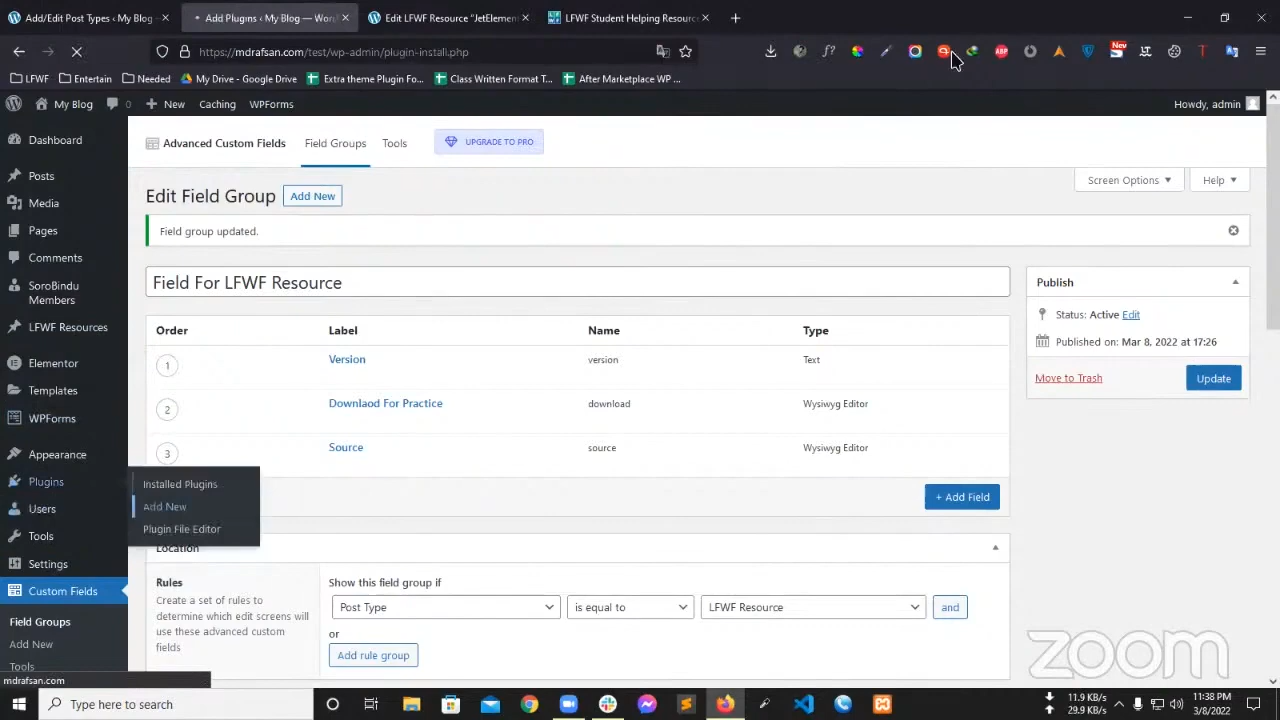 Add/Edit Post Types ‹ My Blog —
Add Plugins ‹ My Blog — Word
Edit LFWF Resource "JetElement
LFWF Student Helping Resource
https://mdrafsan.com/test/wp-admin/plugin-install.php
New
LFWF
Entertain
Needed
My Drive - Google Drive
Extra theme Plugin Fo...
Class Written Format T...
After Marketplace WP ...
My Blog
0
New
Caching
WPForms
Howdy, admin
Dashboard
Posts
Media
Pages
Comments
SoroBindu
Members
LFWF Resources
Elementor
Templates
WPForms
Appearance
Plugins
Users
Tools
Settings
Custom Fields
Field Groups
Add New
Tools
mdrafsan.com
Installed Plugins
Add New
Plugin File Editor
Advanced Custom Fields
Field Groups
Tools
UPGRADE TO PRO
Screen Options
Help
Edit Field Group
Add New
Field group updated.
Field For LFWF Resource
Order Label Name Type
1 Version version Text
2 Downlaod For Practice download Wysiwyg Editor
3 Source source Wysiwyg Editor
+ Add Field
Publish
Status: Active Edit
Published on: Mar 8, 2022 at 17:26
Move to Trash
Update
Location
Rules
Create a set of rules to
determine which edit screens will
use these advanced custom
fields
Show this field group if
Post Type
is equal to
LFWF Resource
and
or
Add rule group
zoom
Type here to search
11.9 KB/s
29.9 KB/s
11:38 PM
3/8/2022